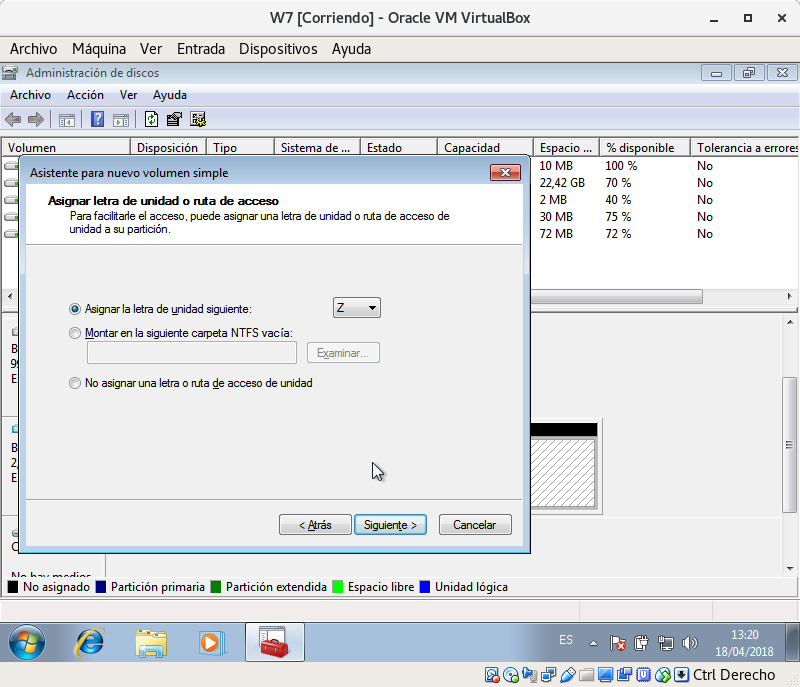 W7 [Corriendo] - Oracle VM VirtualBox
Archivo Máquina Ver Entrada Dispositivos Ayuda
Administración de discos
Archivo Acción Ver Ayuda
Volumen Disposición Tipo Sistema de ... Estado Capacidad Espacio ... % disponible Tolerancia a errores
10 MB 100 % No
22,42 GB 70 % No
2 MB 40 % No
30 MB 75 % No
72 MB 72 % No
Asistente para nuevo volumen simple
Asignar letra de unidad o ruta de acceso
Para facilitarle el acceso, puede asignar una letra de unidad o ruta de acceso de
unidad a su partición.
Asignar la letra de unidad siguiente: Z
Montar en la siguiente carpeta NTFS vacía:
Examinar...
No asignar una letra o ruta de acceso de unidad
< Atrás Siguiente > Cancelar
No hay medios
No asignado Partición primaria Partición extendida Espacio libre Unidad lógica
ES 13:20
18/04/2018
Ctrl Derecho